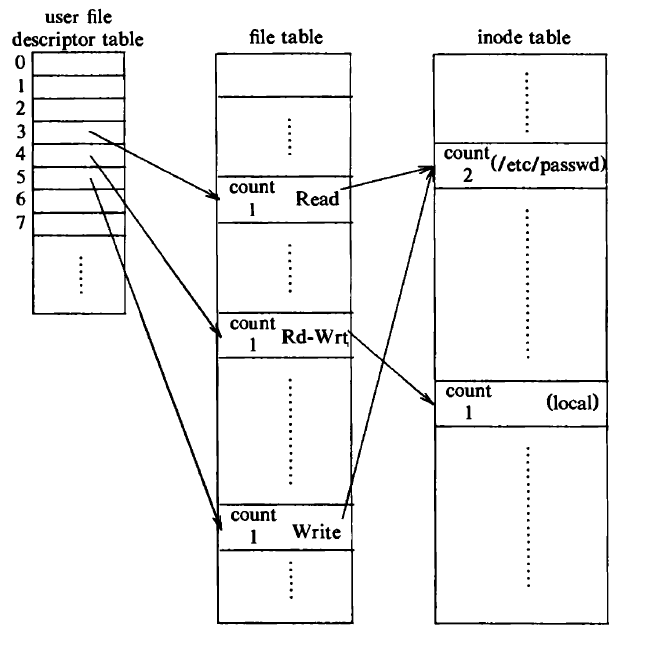 user file
descriptor table
file table
inode table
0
1
2
3
4
5
6
7
count
1 Read
count
1 Rd-Wrt
count
1 Write
count (/etc/passwd)
2
count
1 (local)